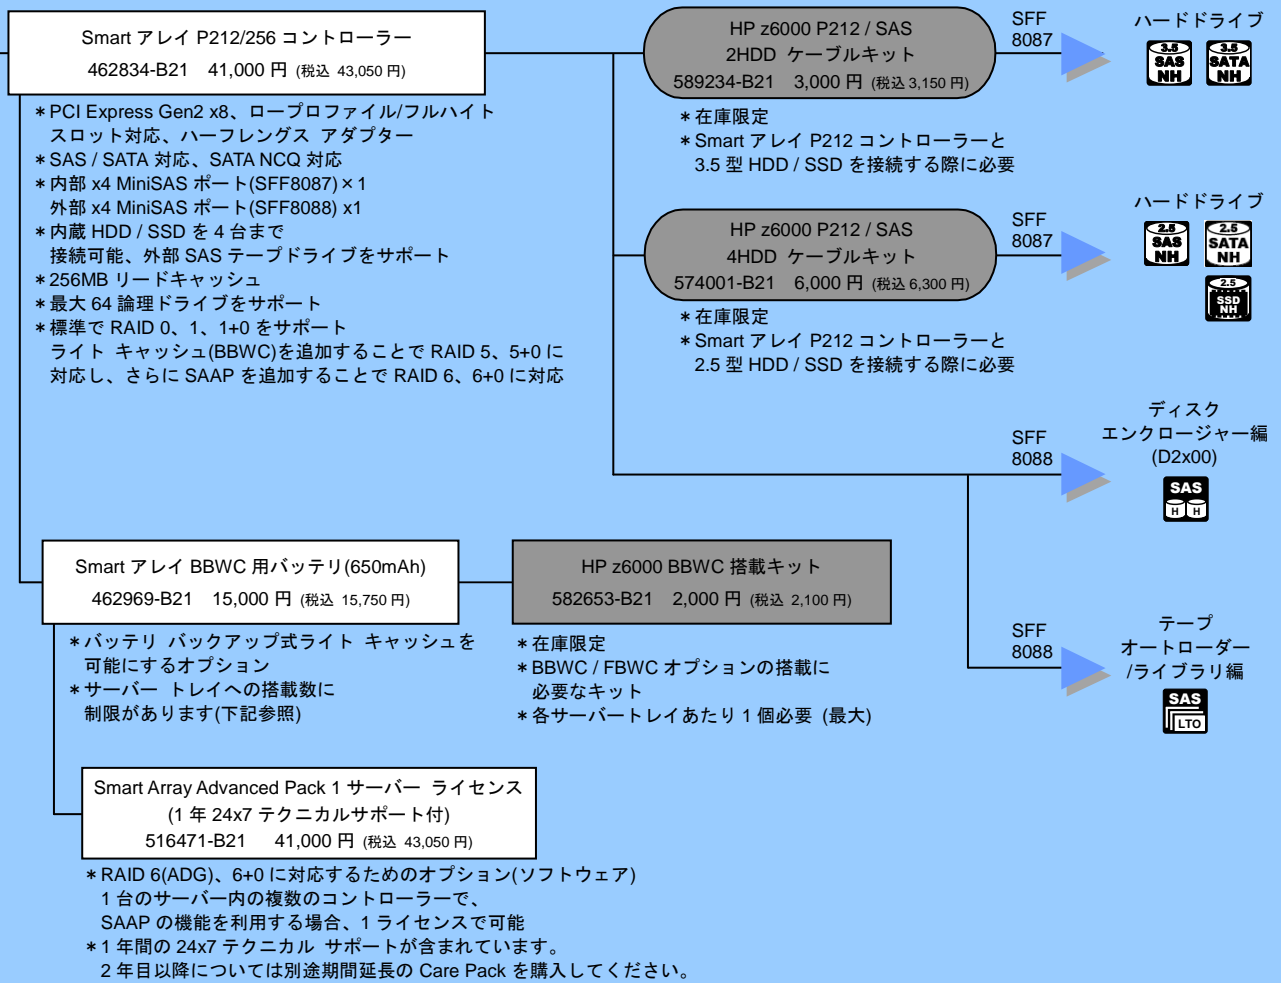 Smart アレイ P212/256 コントローラー
462834-B21 41,000 円 (税込 43,050 円)
＊PCI Express Gen2 x8、ロープロファイル/フルハイト
スロット対応、ハーフレングス アダプター
＊SAS / SATA 対応、SATA NCQ 対応
＊内部 x4 MiniSAS ポート(SFF8087)×1
外部 x4 MiniSAS ポート(SFF8088) x1
＊内蔵 HDD / SSD を 4 台まで
接続可能、外部 SAS テープドライブをサポート
＊256MB リードキャッシュ
＊最大 64 論理ドライブをサポート
＊標準で RAID 0、1、1+0 をサポート
ライト キャッシュ(BBWC)を追加することで RAID 5、5+0 に
対応し、さらに SAAP を追加することで RAID 6、6+0 に対応
HP z6000 P212 / SAS
2HDD ケーブルキット
589234-B21 3,000 円 (税込 3,150 円)
＊在庫限定
＊Smart アレイ P212 コントローラーと
3.5 型 HDD / SSD を接続する際に必要
SFF
8087
ハードドライブ
3.5
SAS
NH
3.5
SATA
NH
HP z6000 P212 / SAS
4HDD ケーブルキット
574001-B21 6,000 円 (税込 6,300 円)
＊在庫限定
＊Smart アレイ P212 コントローラーと
2.5 型 HDD / SSD を接続する際に必要
SFF
8087
ハードドライブ
2.5
SAS
NH
2.5
SATA
NH
2.5
SSD
NH
SFF
8088
ディスク
エンクロージャー編
(D2x00)
SAS
H H
SFF
8088
テープ
オートローダー
/ライブラリ編
SAS
LTO
Smart アレイ BBWC 用バッテリ(650mAh)
462969-B21 15,000 円 (税込 15,750 円)
＊バッテリ バックアップ式ライト キャッシュを
可能にするオプション
＊サーバー トレイへの搭載数に
制限があります(下記参照)
HP z6000 BBWC 搭載キット
582653-B21 2,000 円 (税込 2,100 円)
＊在庫限定
＊BBWC / FBWC オプションの搭載に
必要なキット
＊各サーバートレイあたり 1 個必要 (最大)
Smart Array Advanced Pack 1 サーバー ライセンス
(1 年 24x7 テクニカルサポート付)
516471-B21 41,000 円 (税込 43,050 円)
＊RAID 6(ADG)、6+0 に対応するためのオプション(ソフトウェア)
1 台のサーバー内の複数のコントローラーで、
SAAP の機能を利用する場合、1 ライセンスで可能
＊1 年間の 24x7 テクニカル サポートが含まれています。
2 年目以降については別途期間延長の Care Pack を購入してください。